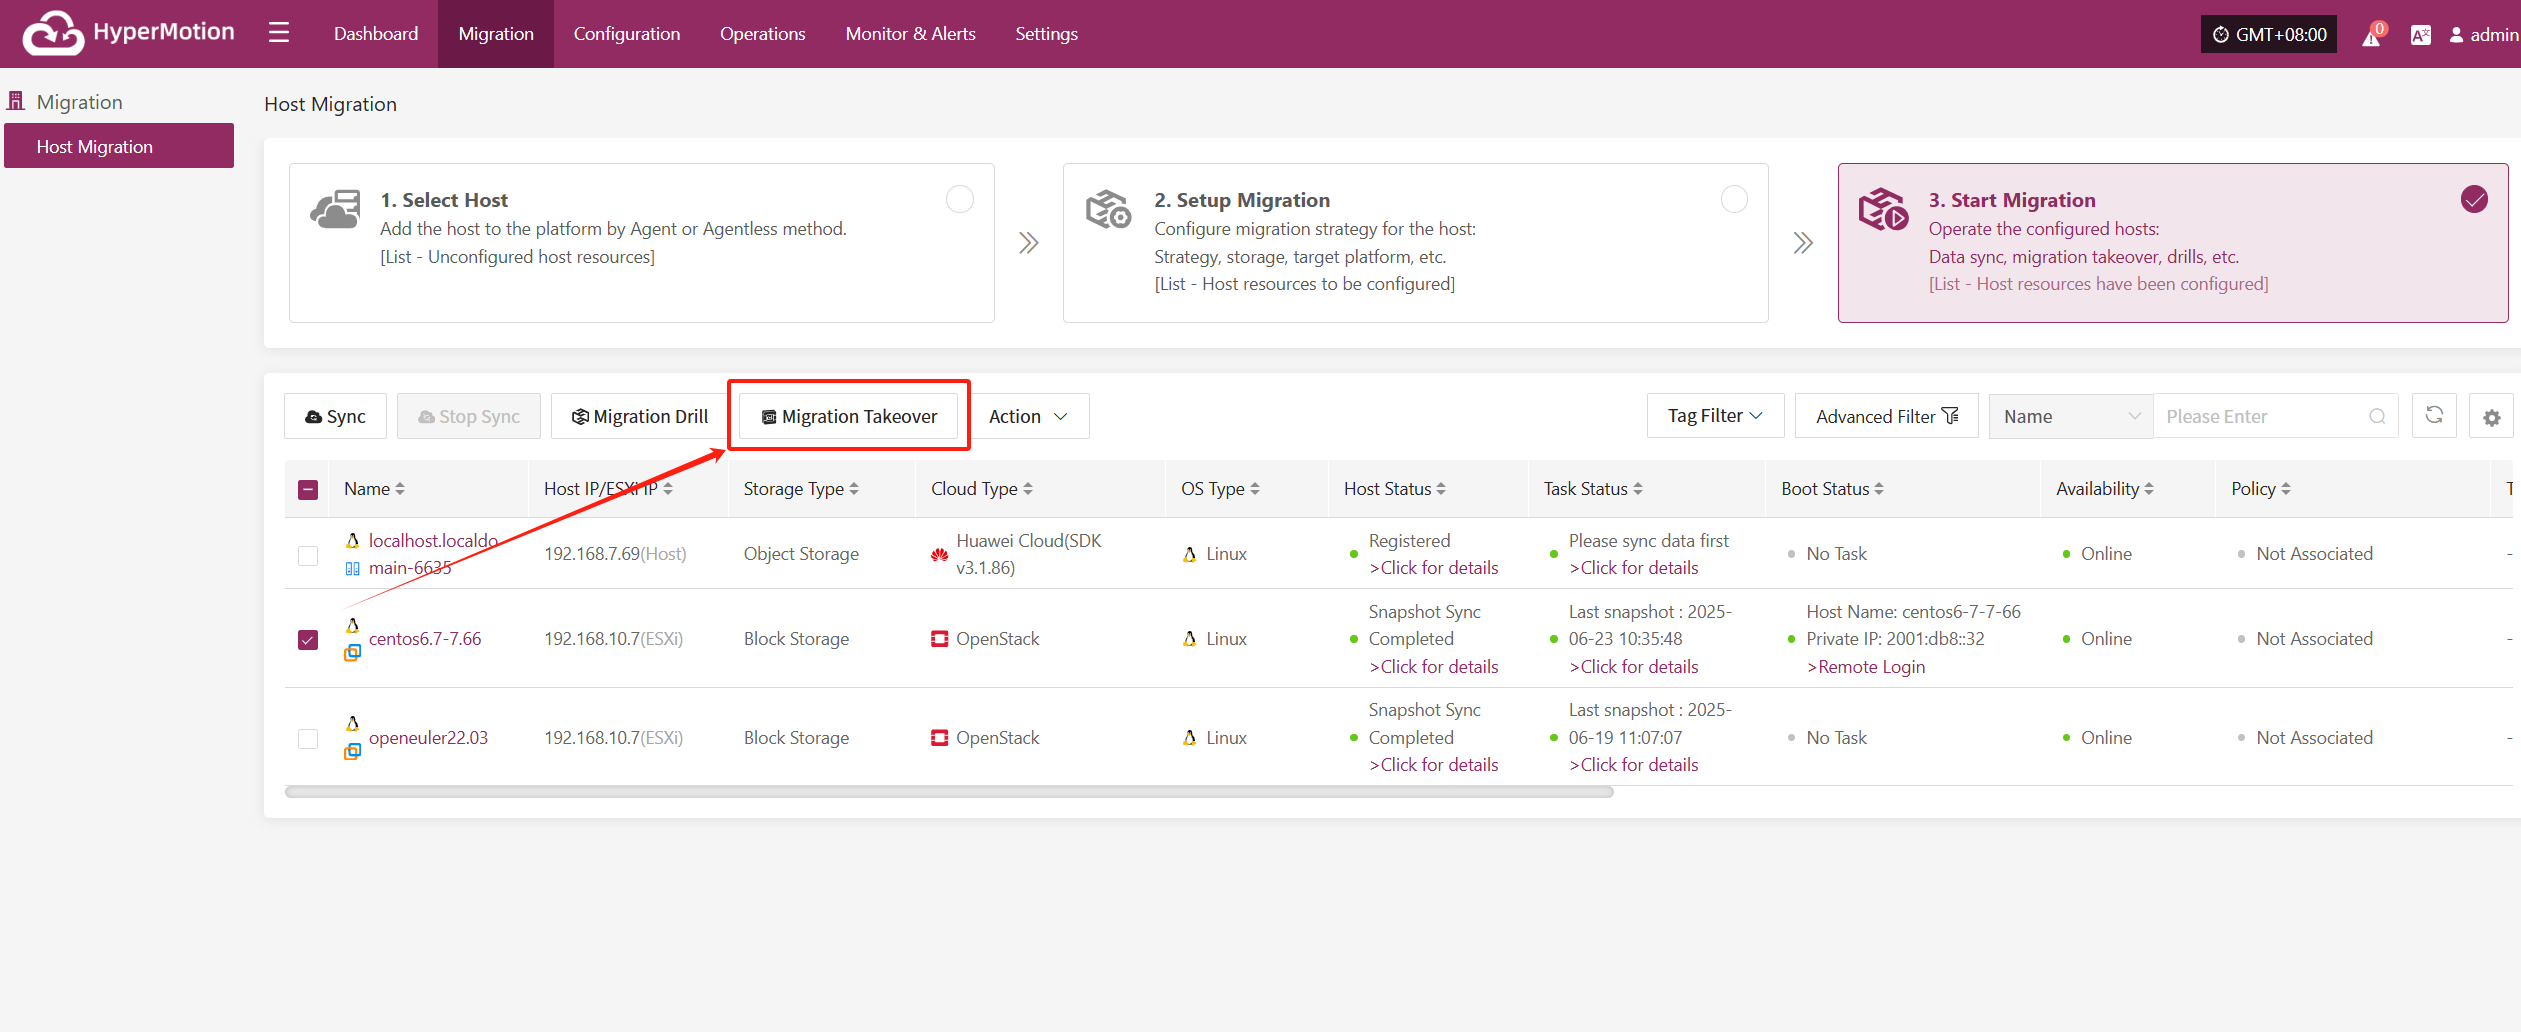 HyperMotion
Dashboard
Migration
Configuration
Operations
Monitor & Alerts
Settings
GMT+08:00
0
admin
Migration
Host Migration
Host Migration
1. Select Host
Add the host to the platform by Agent or Agentless method.
[List - Unconfigured host resources]
2. Setup Migration
Configure migration strategy for the host:
Strategy, storage, target platform, etc.
[List - Host resources to be configured]
3. Start Migration
Operate the configured hosts:
Data sync, migration takeover, drills, etc.
[List - Host resources have been configured]
Sync
Stop Sync
Migration Drill
Migration Takeover
Action
Tag Filter
Advanced Filter
Name
Please Enter
Name
Host IP/ESXi IP
Storage Type
Cloud Type
OS Type
Host Status
Task Status
Boot Status
Availability
Policy
T
localhost.localdo
main-6635
192.168.7.69(Host)
Object Storage
Huawei Cloud(SDK
v3.1.86)
Linux
Registered
>Click for details
Please sync data first
>Click for details
No Task
Online
Not Associated
-
centos6.7-7.66
192.168.10.7(ESXi)
Block Storage
OpenStack
Linux
Snapshot Sync
Completed
>Click for details
Last snapshot : 2025-
06-23 10:35:48
>Click for details
Host Name: centos6-7-7-66
Private IP: 2001:db8::32
>Remote Login
Online
Not Associated
-
openeuler22.03
192.168.10.7(ESXi)
Block Storage
OpenStack
Linux
Snapshot Sync
Completed
>Click for details
Last snapshot : 2025-
06-19 11:07:07
>Click for details
No Task
Online
Not Associated
-